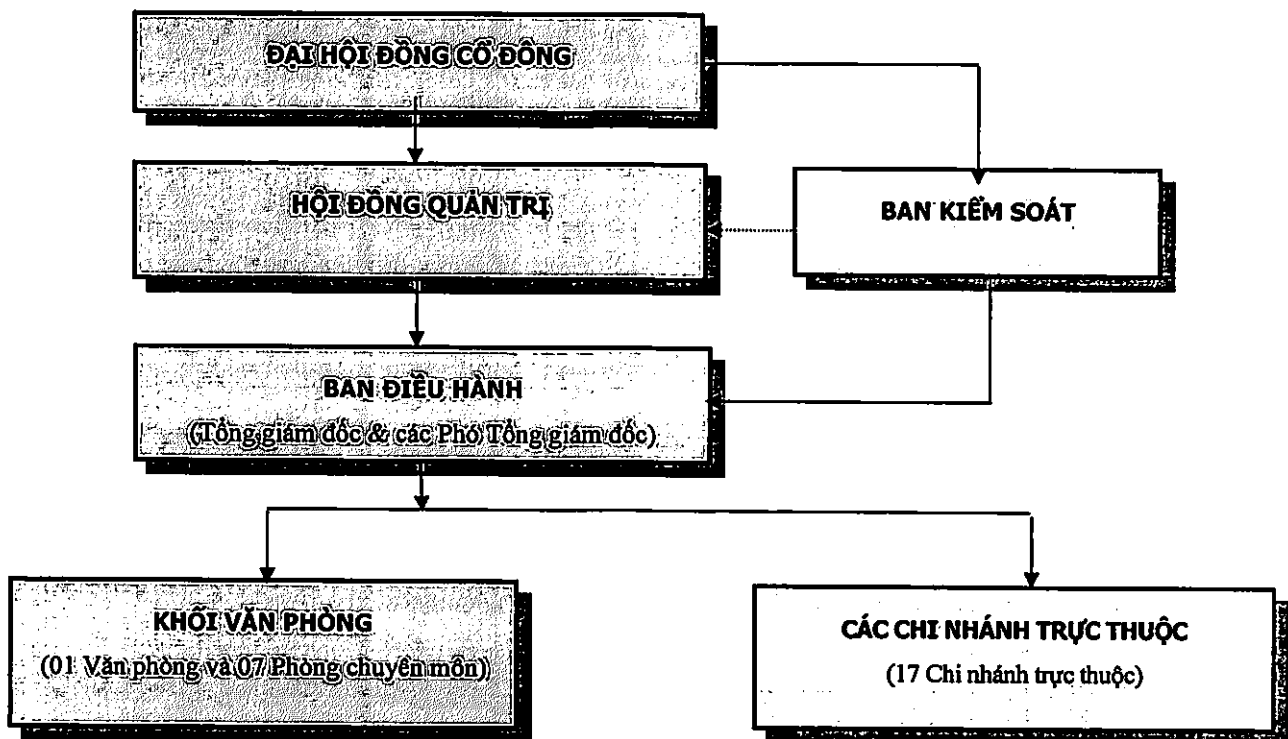 ĐẠI HỘI ĐỒNG CỔ ĐÔNG
HỘI ĐỒNG QUẢN TRỊ
BAN KIỂM SOÁT
BAN ĐIỀU HÀNH
(Tổng giám đốc & các Phó Tổng giám đốc)
KHỐI VĂN PHÒNG
(01 Văn phòng và 07 Phòng chuyên môn)
CÁC CHI NHÁNH TRỰC THUỘC
(17 Chi nhánh trực thuộc)